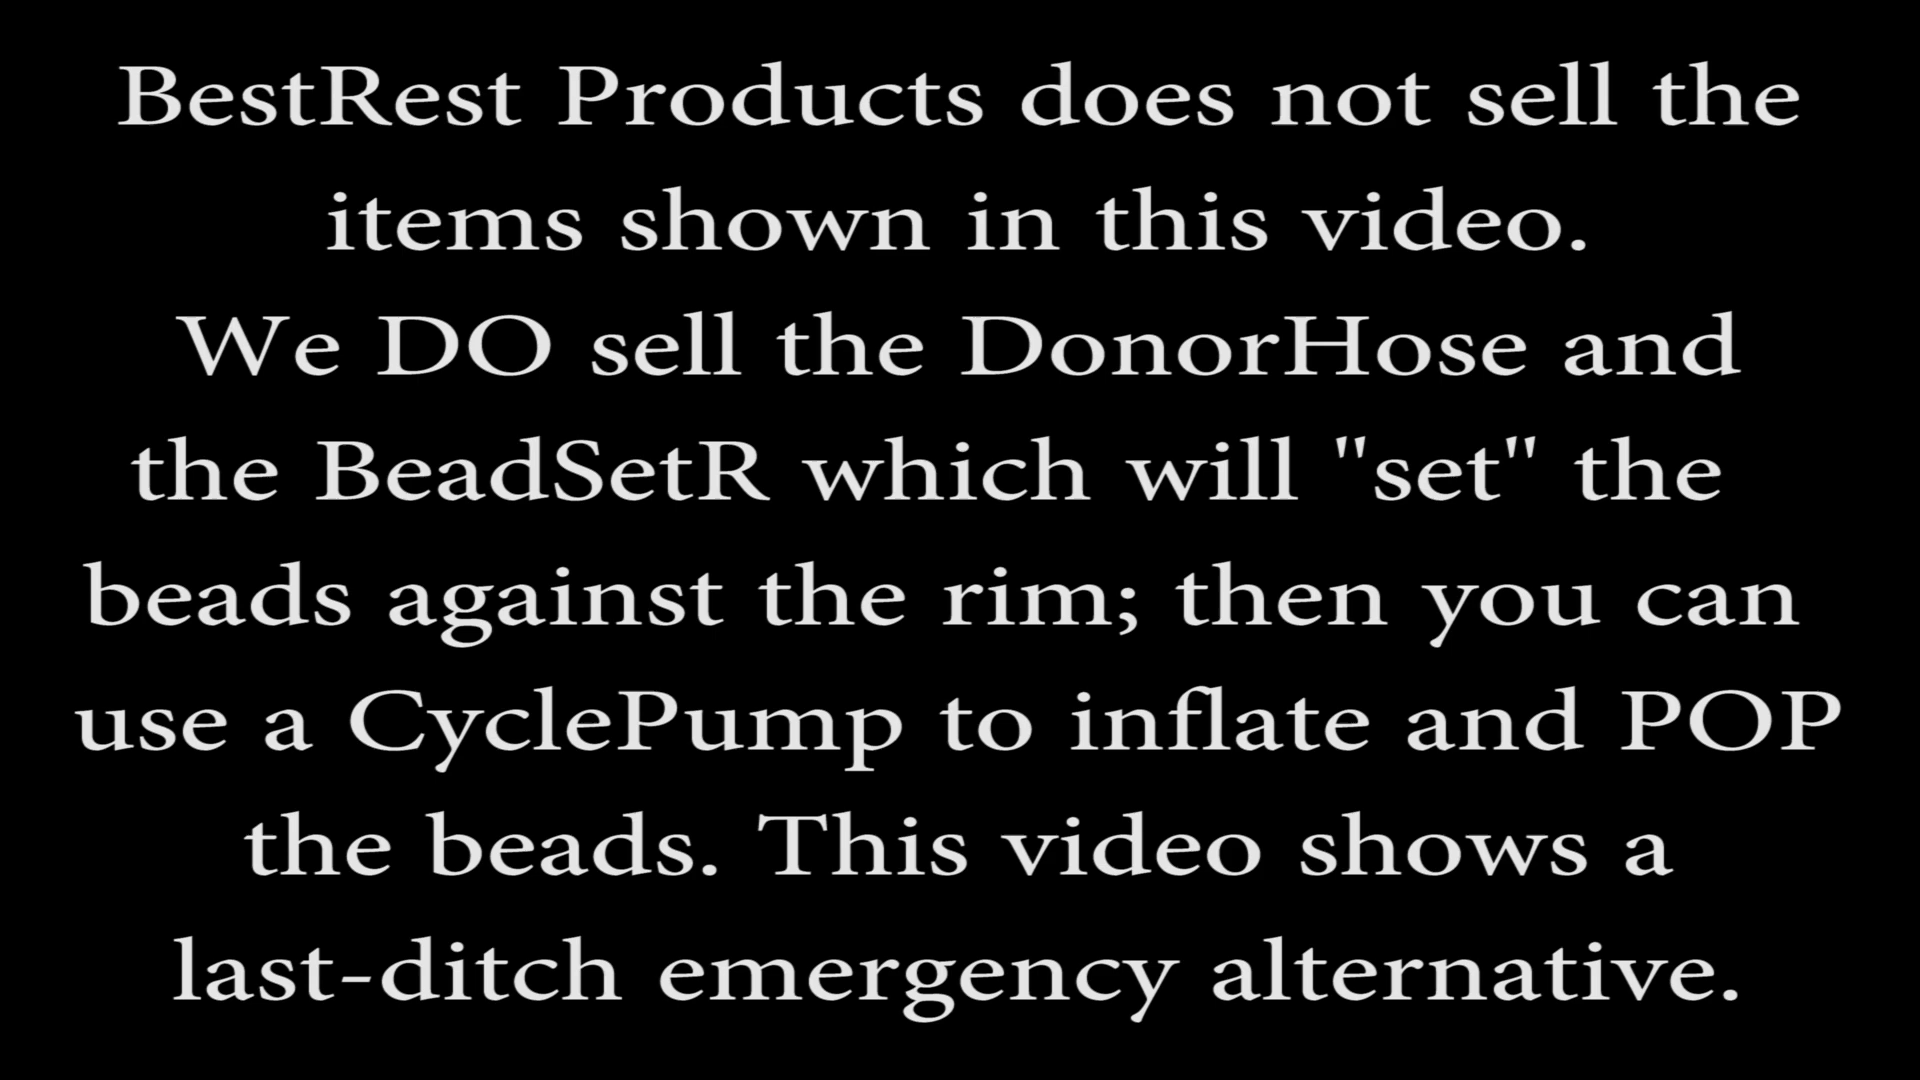 BestRest Products does not sell the
items shown in this video.
We DO sell the DonorHose and
the BeadSetR which will "set" the
beads against the rim; then you can
use a CyclePump to inflate and POP
the beads. This video shows a
last-ditch emergency alternative.